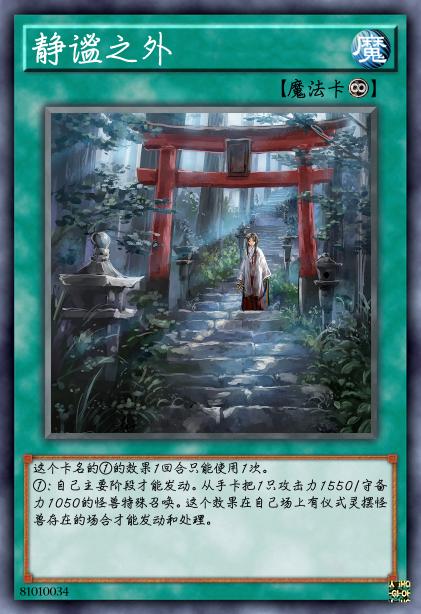 静谧之外
魔
【魔法卡】
这个卡名的①的效果1回合只能使用1次。
①:自己主要阶段才能发动。从手卡把1只攻击力1550/守备
力1050的怪兽特殊召唤。这个效果在自己场上有仪式灵摆怪
兽存在的场合才能发动和处理。
81010034